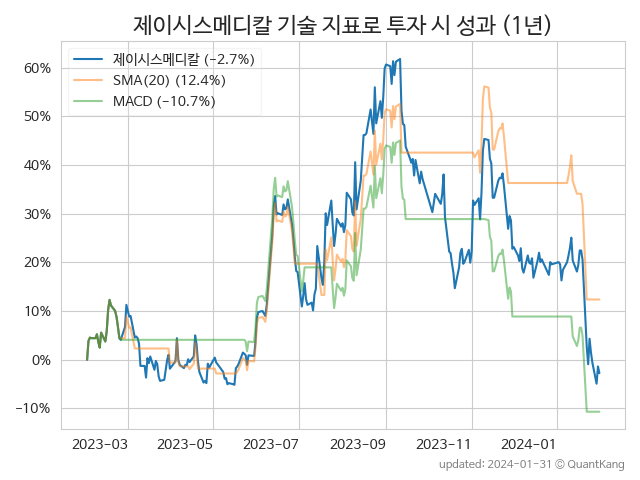 제이시스메디칼 기술 지표로 투자 시 성과 (1년)
제이시스메디칼 (−2.7%)
SMA(20) (12.4%)
MACD (−10.7%)
60%
50%
40%
30%
20%
10%
0%
−10%
2023-03
2023-05
2023-07
2023-09
2023-11
2024-01
updated: 2024-01-31 © QuantKang